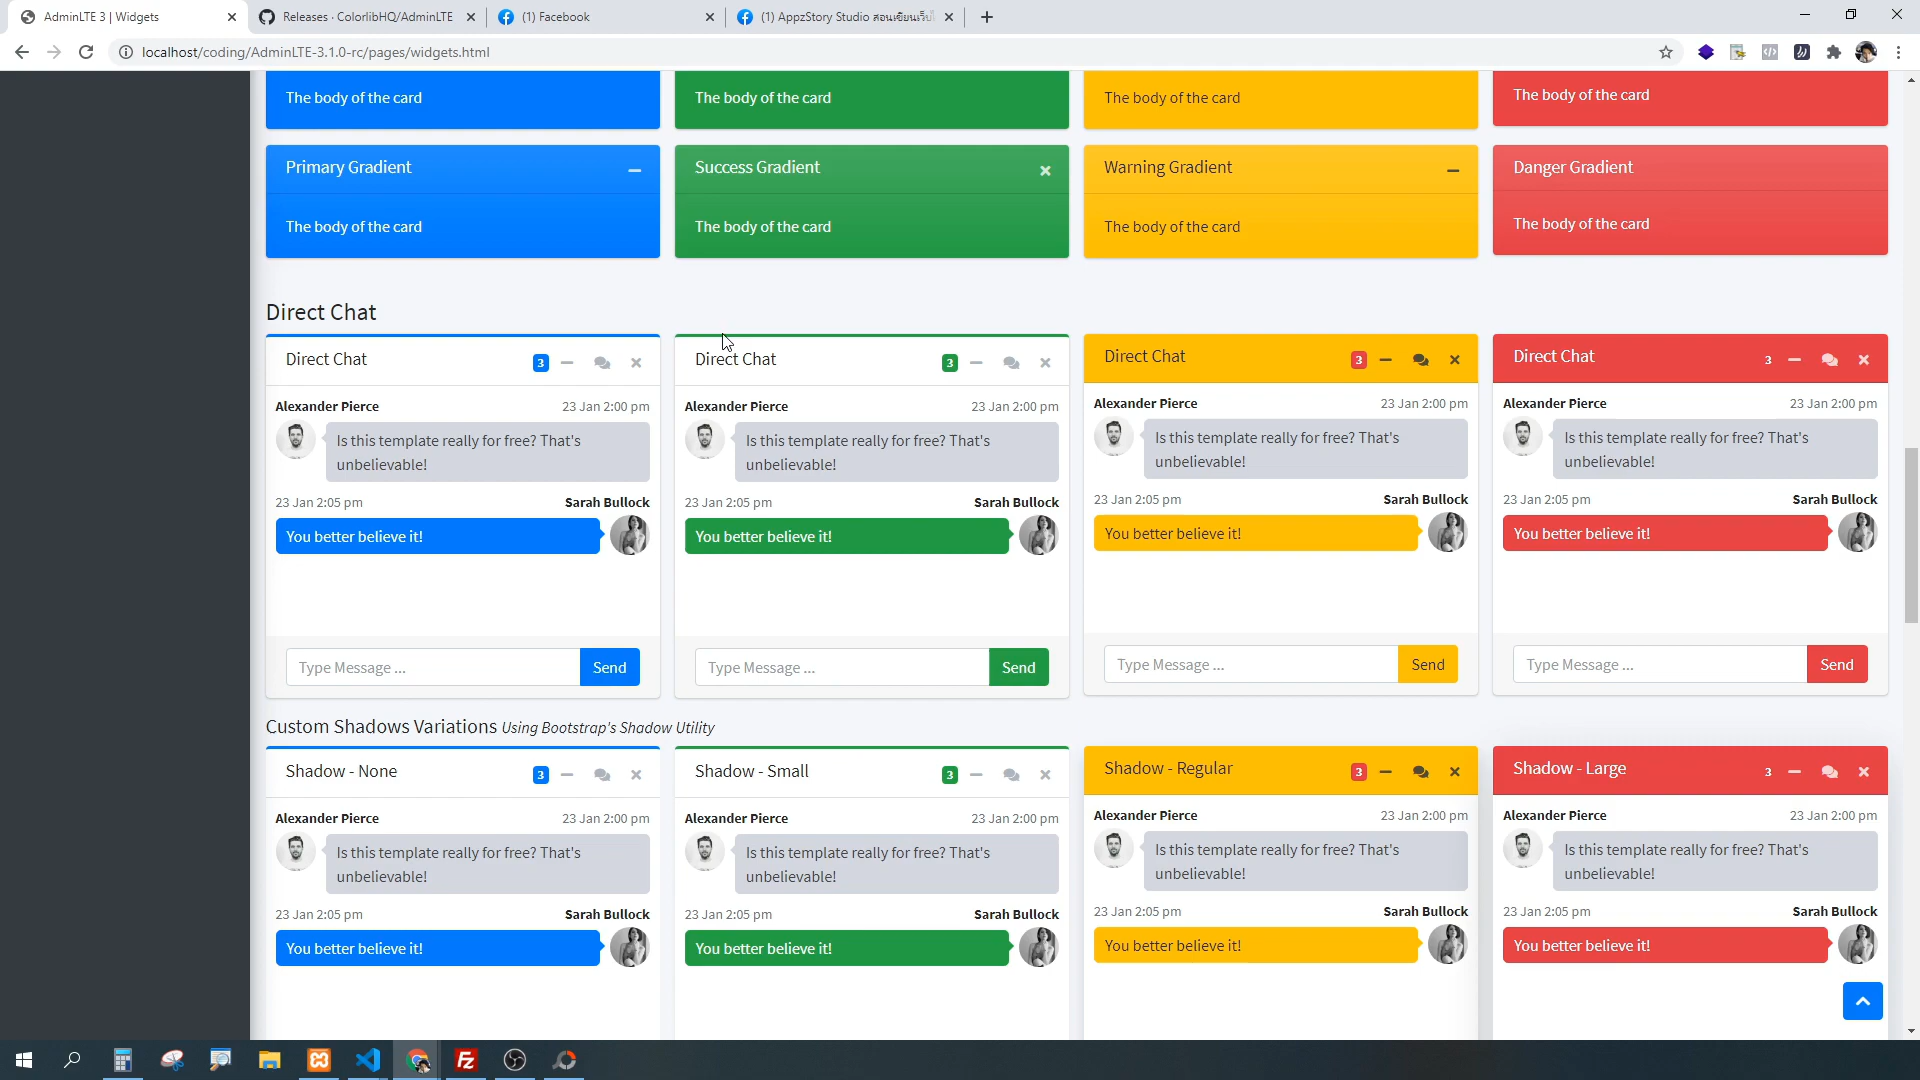 AdminLTE 3 | Widgets
Releases · ColorlibHQ/AdminLTE
(1) Facebook
(1) AppzStory Studio สอนเขียนเว็บไ
localhost/coding/AdminLTE-3.1.0-rc/pages/widgets.html
The body of the card
The body of the card
The body of the card
The body of the card
Primary Gradient
Success Gradient
Warning Gradient
Danger Gradient
The body of the card
The body of the card
The body of the card
The body of the card
Direct Chat
Direct Chat 3
Direct Chat 3
Direct Chat 3
Direct Chat 3
Alexander Pierce 23 Jan 2:00 pm
Alexander Pierce 23 Jan 2:00 pm
Alexander Pierce 23 Jan 2:00 pm
Alexander Pierce 23 Jan 2:00 pm
Is this template really for free? That's
unbelievable!
Is this template really for free? That's
unbelievable!
Is this template really for free? That's
unbelievable!
Is this template really for free? That's
unbelievable!
23 Jan 2:05 pm Sarah Bullock
23 Jan 2:05 pm Sarah Bullock
23 Jan 2:05 pm Sarah Bullock
23 Jan 2:05 pm Sarah Bullock
You better believe it!
You better believe it!
You better believe it!
You better believe it!
Type Message ... Send
Type Message ... Send
Type Message ... Send
Type Message ... Send
Custom Shadows Variations Using Bootstrap's Shadow Utility
Shadow - None 3
Shadow - Small 3
Shadow - Regular 3
Shadow - Large 3
Alexander Pierce 23 Jan 2:00 pm
Alexander Pierce 23 Jan 2:00 pm
Alexander Pierce 23 Jan 2:00 pm
Alexander Pierce 23 Jan 2:00 pm
Is this template really for free? That's
unbelievable!
Is this template really for free? That's
unbelievable!
Is this template really for free? That's
unbelievable!
Is this template really for free? That's
unbelievable!
23 Jan 2:05 pm Sarah Bullock
23 Jan 2:05 pm Sarah Bullock
23 Jan 2:05 pm Sarah Bullock
23 Jan 2:05 pm Sarah Bullock
You better believe it!
You better believe it!
You better believe it!
You better believe it!